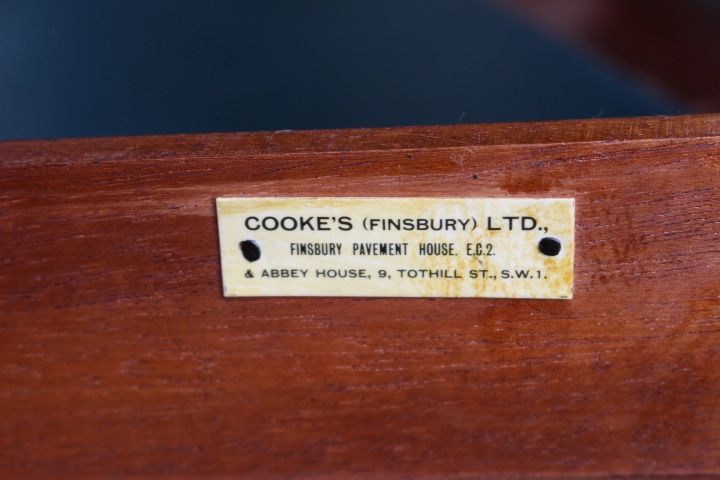 COOKE'S (FINSBURY) LTD.,
FINSBURY PAVEMENT HOUSE. E.C.2.
& ABBEY HOUSE, 9, TOTHILL ST., S.W.1.